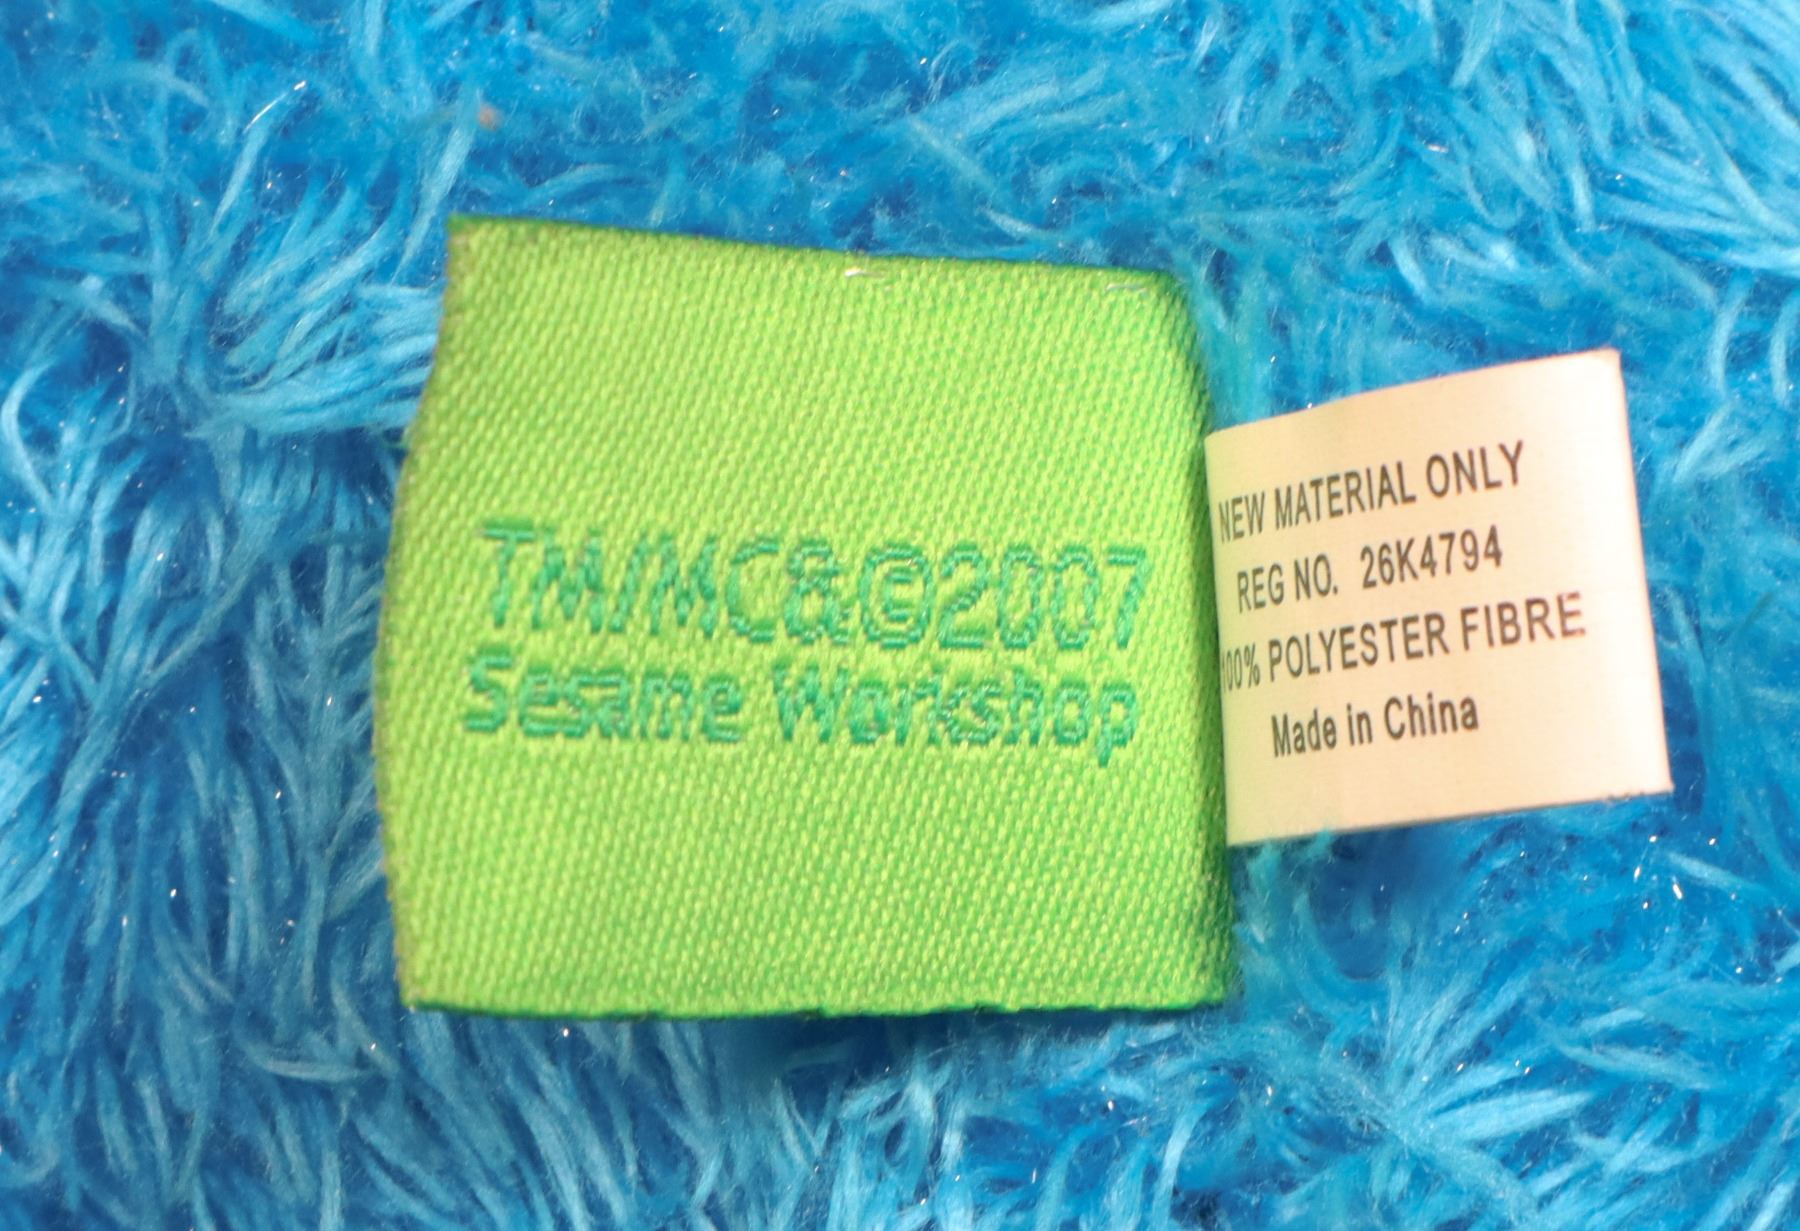 TM/MC&©2007
Sesame Workshop
NEW MATERIAL ONLY
REG NO. 26K4794
100% POLYESTER FIBRE
Made in China